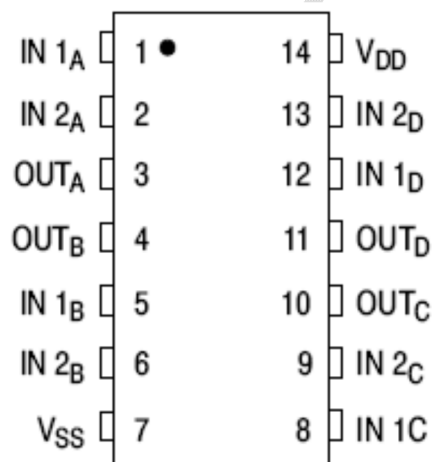 IN 1A 1 14 VDD
IN 2A 2 13 IN 2D
OUTA 3 12 IN 1D
OUTB 4 11 OUTD
IN 1B 5 10 OUTC
IN 2B 6 9 IN 2C
VSS 7 8 IN 1C